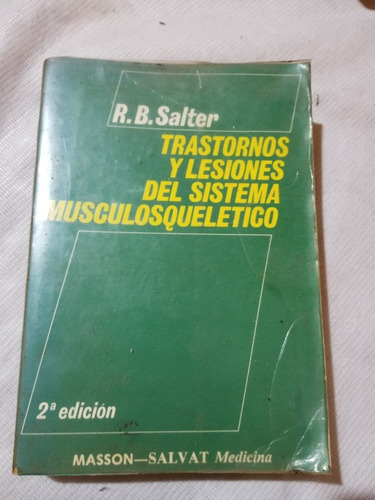 R. B. Salter
TRASTORNOS
Y LESIONES
DEL SISTEMA
MUSCULOSQUELETICO
2ª edición
MASSON—SALVAT Medicina